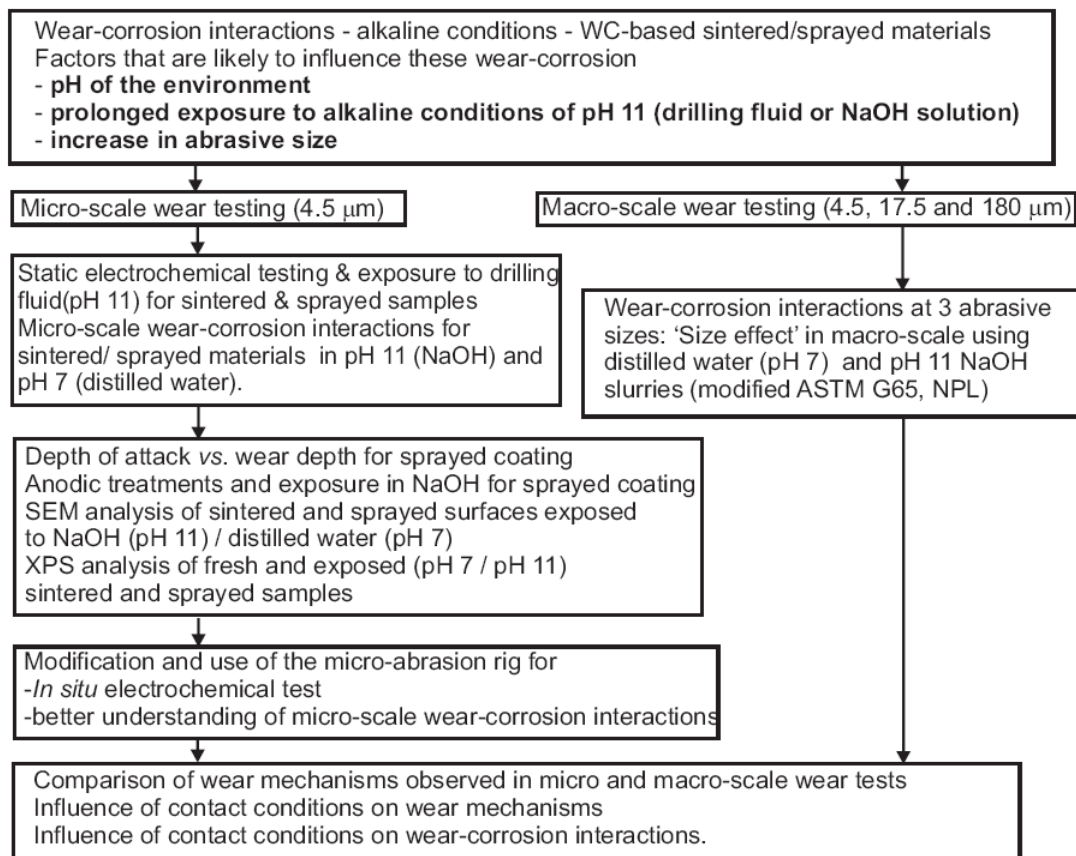 Wear-corrosion interactions - alkaline conditions - WC-based sintered/sprayed materials
Factors that are likely to influence these wear-corrosion
- pH of the environment
- prolonged exposure to alkaline conditions of pH 11 (drilling fluid or NaOH solution)
- increase in abrasive size
Micro-scale wear testing (4.5 μm)
Macro-scale wear testing (4.5, 17.5 and 180 μm)
Static electrochemical testing & exposure to drilling
fluid(pH 11) for sintered & sprayed samples
Micro-scale wear-corrosion interactions for
sintered/ sprayed materials in pH 11 (NaOH) and
pH 7 (distilled water).
Wear-corrosion interactions at 3 abrasive
sizes: ‘Size effect’ in macro-scale using
distilled water (pH 7) and pH 11 NaOH
slurries (modified ASTM G65, NPL)
Depth of attack vs. wear depth for sprayed coating
Anodic treatments and exposure in NaOH for sprayed coating
SEM analysis of sintered and sprayed surfaces exposed
to NaOH (pH 11) / distilled water (pH 7)
XPS analysis of fresh and exposed (pH 7 / pH 11)
sintered and sprayed samples
Modification and use of the micro-abrasion rig for
-In situ electrochemical test
-better understanding of micro-scale wear-corrosion interactions
Comparison of wear mechanisms observed in micro and macro-scale wear tests
Influence of contact conditions on wear mechanisms
Influence of contact conditions on wear-corrosion interactions.